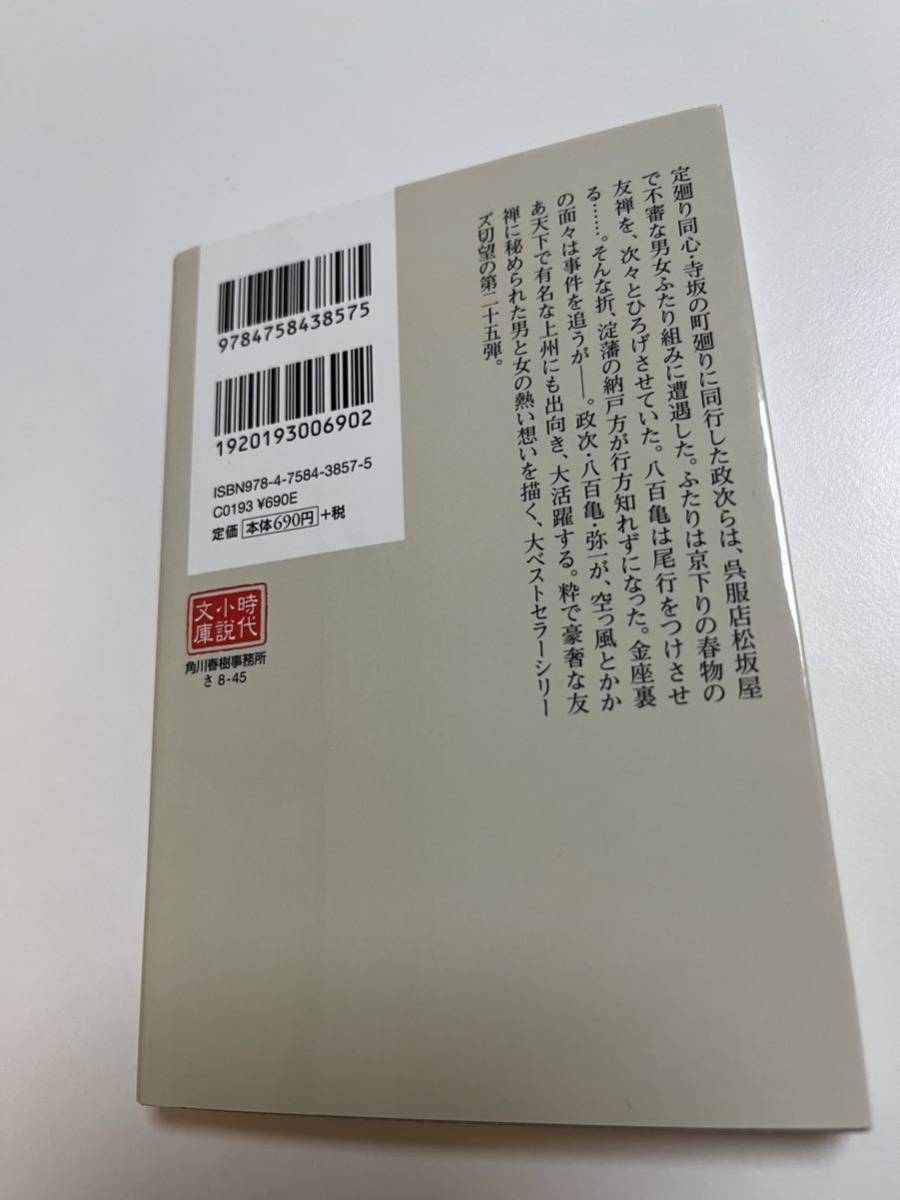 定廻り同心・寺坂の町廻りに同行した政次らは、呉服店松坂屋
で不審な男女ふたり組みに遭遇した。ふたりは京下りの春物の
友禅を、次々とひろげさせていた。八百亀は尾行をつけさせ
る……。そんな折、淀藩の納戸方が行方知れずになった。金座裏
の面々は事件を追うが――。政次・八百亀・弥一が、空っ風とかか
あ天下で有名な上州にも出向き、大活躍する。粋で豪奢な友
禅に秘められた男と女の熱い想いを描く、大ベストセラーシリー
ズ切望の第二十五弾。
9784758438575
1920193006902
ISBN978-4-7584-3857-5
C0193 ¥690E
定価 本体690円 +税
時代
小説
文庫
角川春樹事務所
さ 8-45